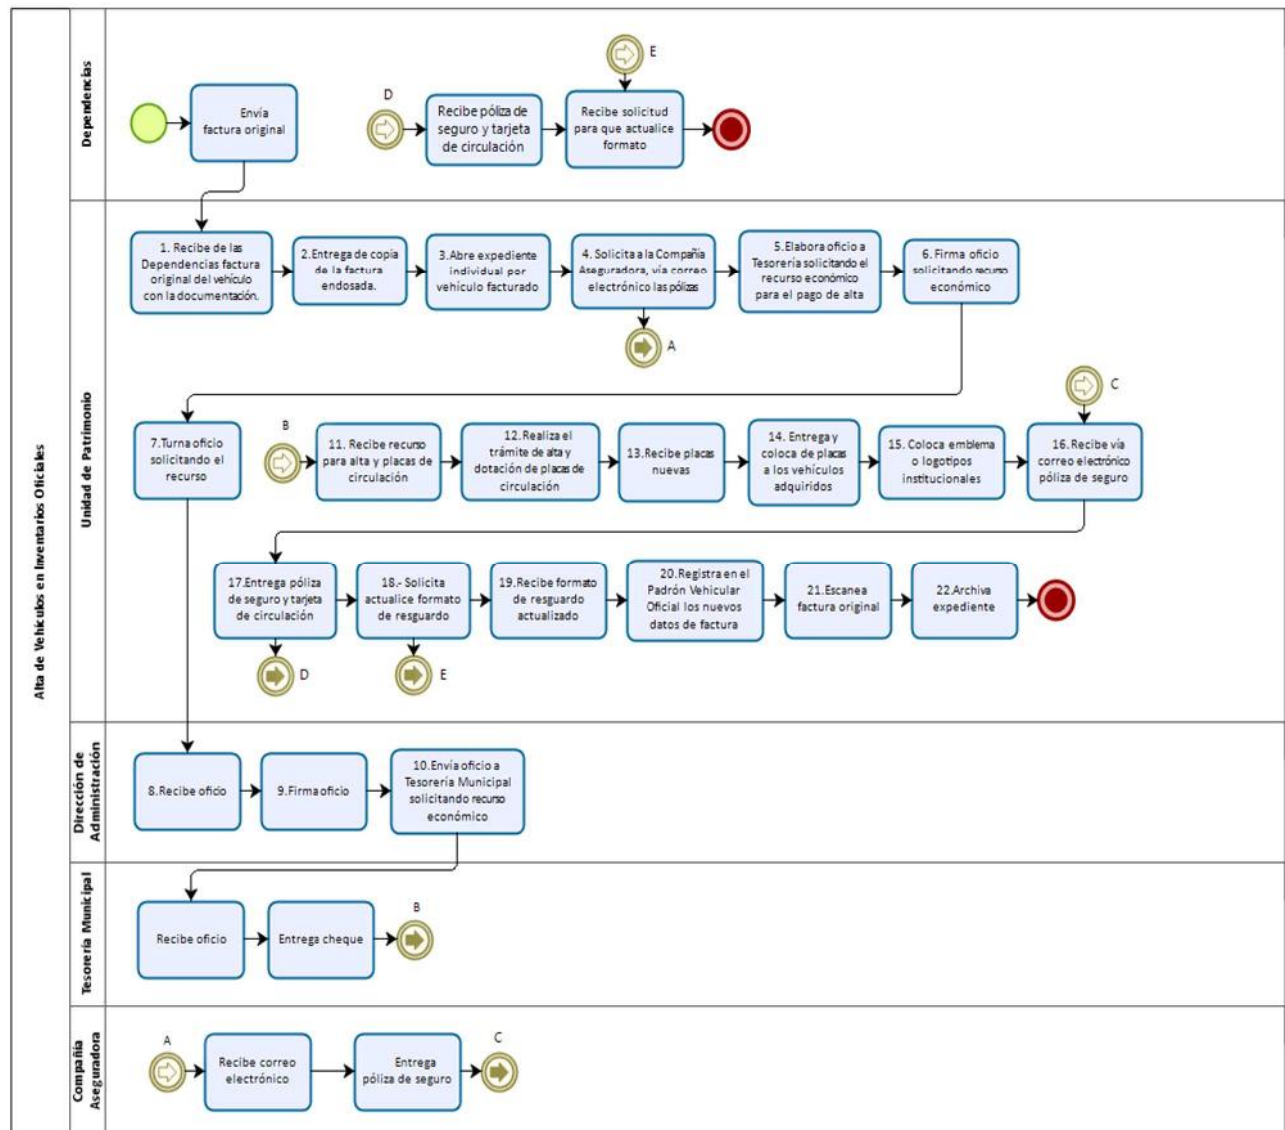 Alta de Vehículos en Inventarios Oficiales
Dependencias
Envía
factura original
D
Recibe póliza de
seguro y tarjeta
de circulación
E
Recibe solicitud
para que actualice
formato
Unidad de Patrimonio
1. Recibe de las
Dependencias factura
original del vehículo
con la documentación.
2.Entrega de copia
de la factura
endosada.
3.Abre expediente
individual por
vehículo facturado
4. Solicita a la Compañía
Aseguradora, vía correo
electrónico las pólizas
A
5.Elabora oficio a
Tesorería solicitando el
recurso económico
para el pago de alta
6. Firma oficio
solicitando recurso
económico
7.Turna oficio
solicitando el
recurso
B
11. Recibe recurso
para alta y placas de
circulación
12.Realiza el
trámite de alta y
dotación de placas de
circulación
13.Recibe placas
nuevas
14. Entrega y
coloca de placas
a los vehículos
adquiridos
15. Coloca emblema
o logotipos
institucionales
C
16.Recibe vía
correo electrónico
póliza de seguro
17.Entrega póliza
de seguro y tarjeta
de circulación
D
18.- Solicita
actualice formato
de resguardo
E
19.Recibe formato
de resguardo
actualizado
20.Registra en el
Padrón Vehicular
Oficial los nuevos
datos de factura
21.Escanea
factura original
22.Archiva
expediente
Dirección de
Administración
8.Recibe oficio
9.Firma oficio
10.Envía oficio a
Tesorería Municipal
solicitando recurso
económico
Tesorería Municipal
Recibe oficio
Entrega cheque
B
Compañía
Aseguradora
A
Recibe correo
electrónico
Entrega
póliza de seguro
C